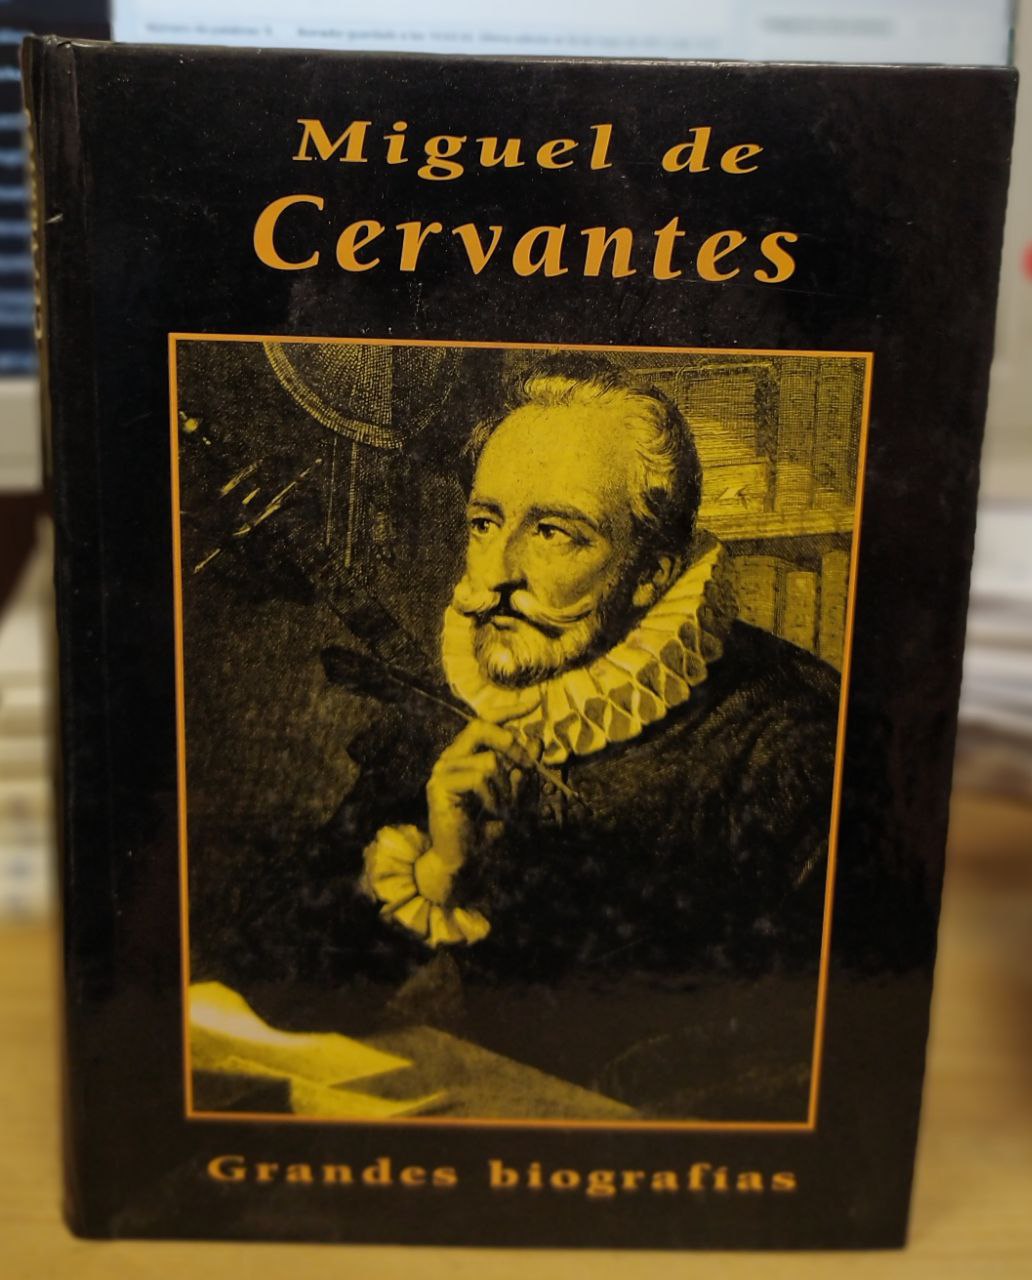 Miguel de
Cervantes
Grandes biografías